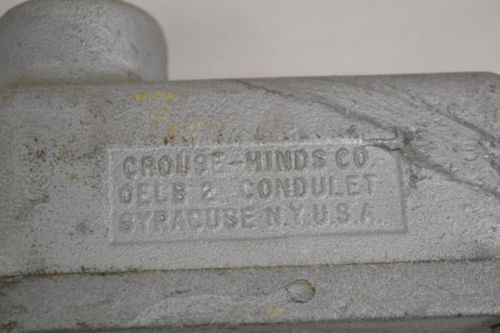 CROUSE-HINDS CO
OELB 2 CONDULET
SYRACUSE N.Y. U.S.A.